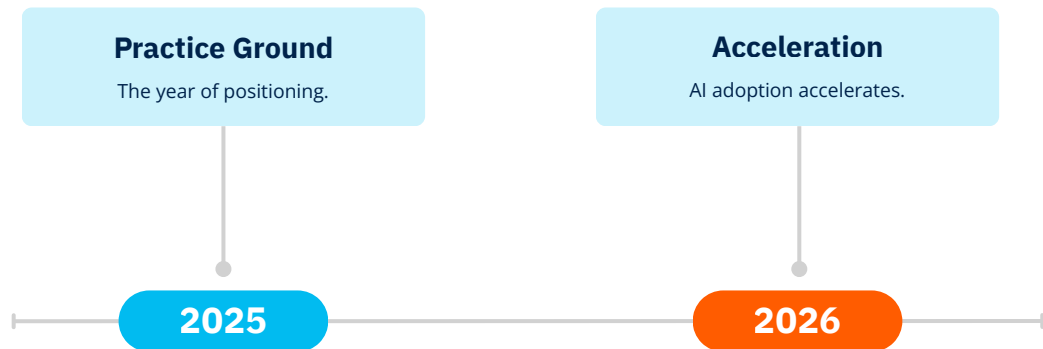 Practice Ground
The year of positioning.
Acceleration
AI adoption accelerates.
2025
2026